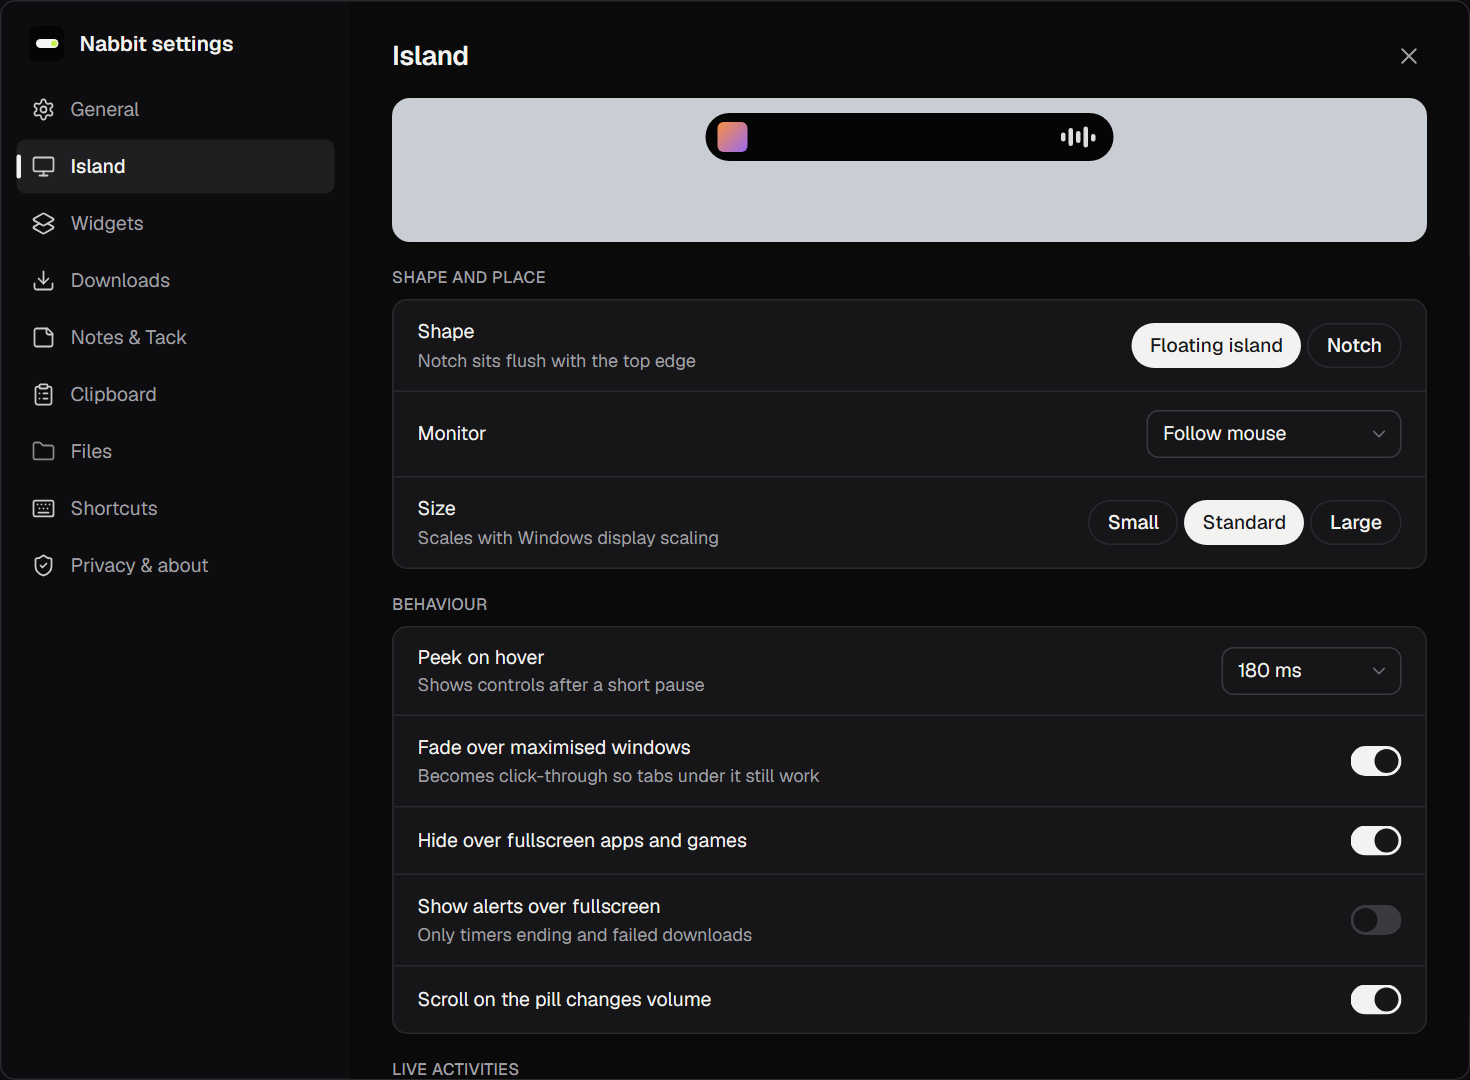 Nabbit settings
General
Island
Widgets
Downloads
Notes & Tack
Clipboard
Files
Shortcuts
Privacy & about
Island
SHAPE AND PLACE
Shape
Notch sits flush with the top edge
Floating island
Notch
Monitor
Follow mouse
Size
Scales with Windows display scaling
Small
Standard
Large
BEHAVIOUR
Peek on hover
Shows controls after a short pause
180 ms
Fade over maximised windows
Becomes click-through so tabs under it still work
Hide over fullscreen apps and games
Show alerts over fullscreen
Only timers ending and failed downloads
Scroll on the pill changes volume
LIVE ACTIVITIES